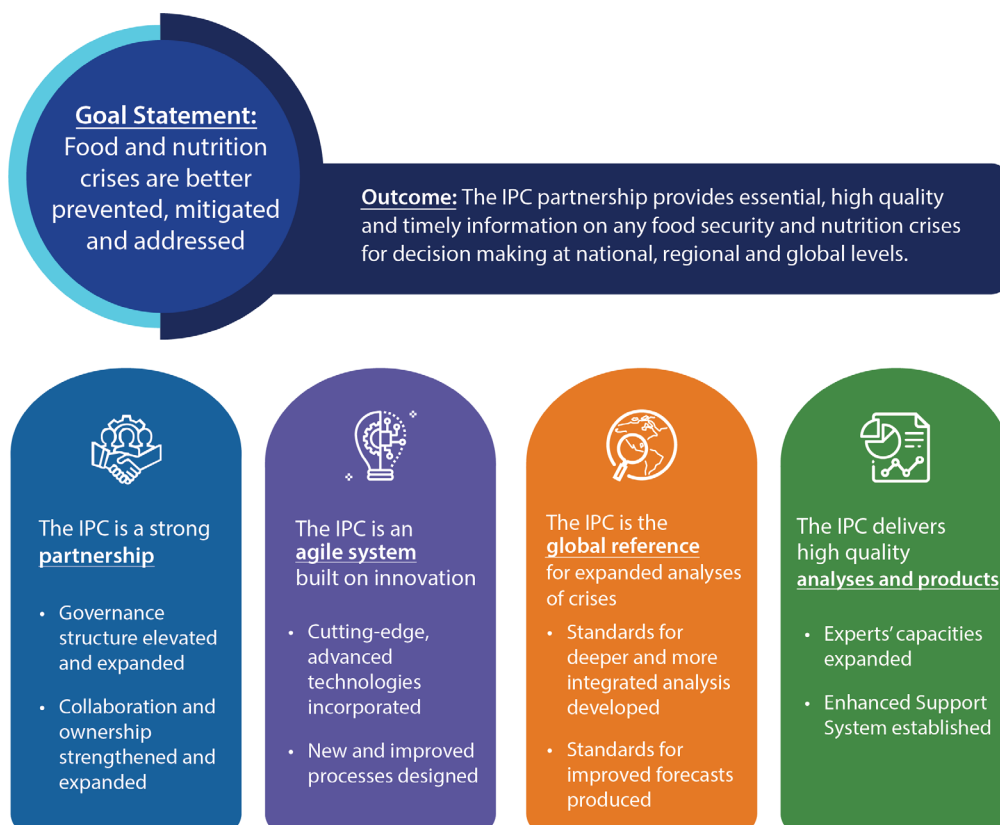 Goal Statement:
Food and nutrition
crises are better
prevented, mitigated
and addressed
Outcome: The IPC partnership provides essential, high quality
and timely information on any food security and nutrition crises
for decision making at national, regional and global levels.
The IPC is a strong
partnership
• Governance
structure elevated
and expanded
• Collaboration and
ownership
strengthened and
expanded
The IPC is an
agile system
built on innovation
• Cutting-edge,
advanced
technologies
incorporated
• New and improved
processes designed
The IPC is the
global reference
for expanded analyses
of crises
• Standards for
deeper and more
integrated analysis
developed
• Standards for
improved forecasts
produced
The IPC delivers
high quality
analyses and products
• Experts’ capacities
expanded
• Enhanced Support
System established